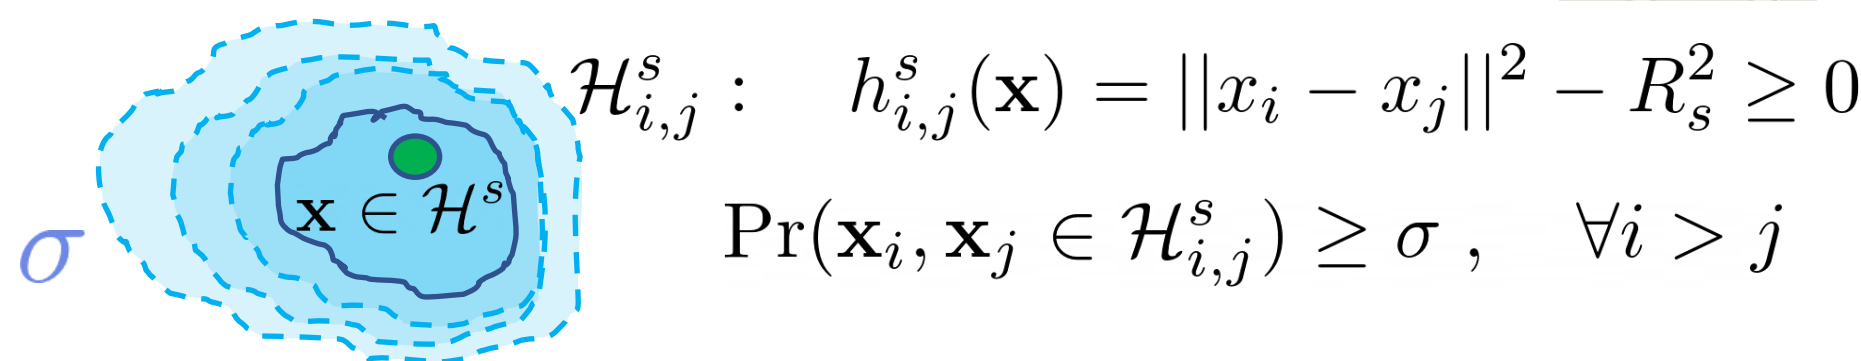 σ
𝐱 ∈ ℋ^s
ℋ^s_{i,j} : h^s_{i,j}(𝐱) = ||x_i − x_j||^2 − R_s^2 ≥ 0
Pr(𝐱_i, 𝐱_j ∈ ℋ^s_{i,j}) ≥ σ , ∀i > j